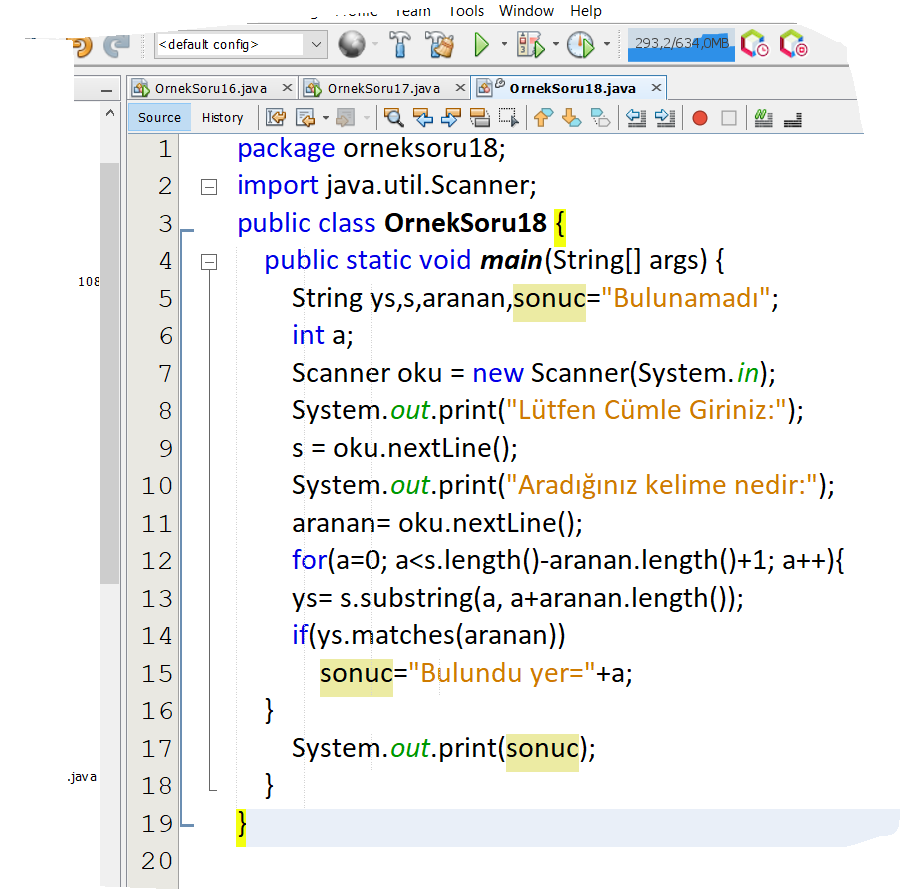 Team Tools Window Help
<default config> 293,2/634,0MB
OrnekSoru16.java × OrnekSoru17.java × OrnekSoru18.java ×
Source History
1 package orneksoru18;
2 import java.util.Scanner;
3 public class OrnekSoru18 {
4 public static void main(String[] args) {
108
5 String ys,s,aranan,sonuc="Bulunamadı";
6 int a;
7 Scanner oku = new Scanner(System.in);
8 System.out.print("Lütfen Cümle Giriniz:");
9 s = oku.nextLine();
10 System.out.print("Aradığınız kelime nedir:");
11 aranan= oku.nextLine();
12 for(a=0; a<s.length()-aranan.length()+1; a++){
13 ys= s.substring(a, a+aranan.length());
14 if(ys.matches(aranan))
15 sonuc="Bulundu yer="+a;
16 }
17 System.out.print(sonuc);
.java
18 }
19 }
20